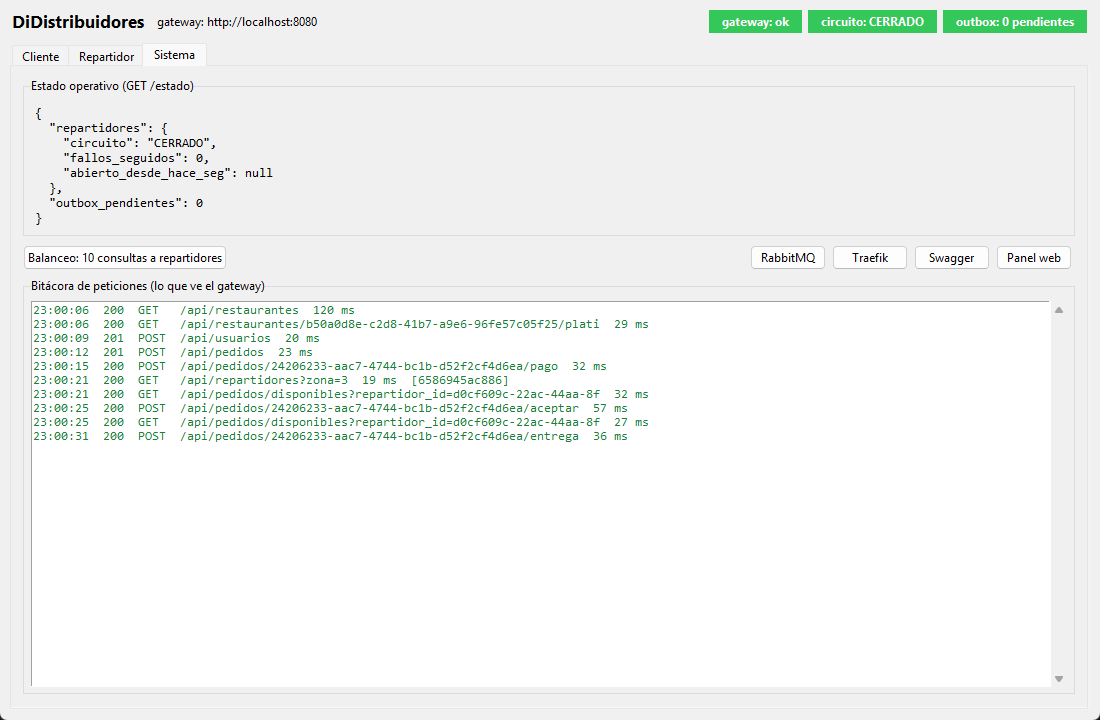 DiDistribuidores gateway: http://localhost:8080 gateway: ok circuito: CERRADO outbox: 0 pendientes
Cliente Repartidor Sistema
Estado operativo (GET /estado)
{
  "repartidores": {
    "circuito": "CERRADO",
    "fallos_seguidos": 0,
    "abierto_desde_hace_seg": null
  },
  "outbox_pendientes": 0
}
Balanceo: 10 consultas a repartidores RabbitMQ Traefik Swagger Panel web
Bitácora de peticiones (lo que ve el gateway)
23:00:06 200 GET /api/restaurantes 120 ms
23:00:06 200 GET /api/restaurantes/b50a0d8e-c2d8-41b7-a9e6-96fe57c05f25/plati 29 ms
23:00:09 201 POST /api/usuarios 20 ms
23:00:12 201 POST /api/pedidos 23 ms
23:00:15 200 POST /api/pedidos/24206233-aac7-4744-bc1b-d52f2cf4d6ea/pago 32 ms
23:00:21 200 GET /api/repartidores?zona=3 19 ms [6586945ac886]
23:00:21 200 GET /api/pedidos/disponibles?repartidor_id=d0cf609c-22ac-44aa-8f 32 ms
23:00:25 200 POST /api/pedidos/24206233-aac7-4744-bc1b-d52f2cf4d6ea/aceptar 57 ms
23:00:25 200 GET /api/pedidos/disponibles?repartidor_id=d0cf609c-22ac-44aa-8f 27 ms
23:00:31 200 POST /api/pedidos/24206233-aac7-4744-bc1b-d52f2cf4d6ea/entrega 36 ms